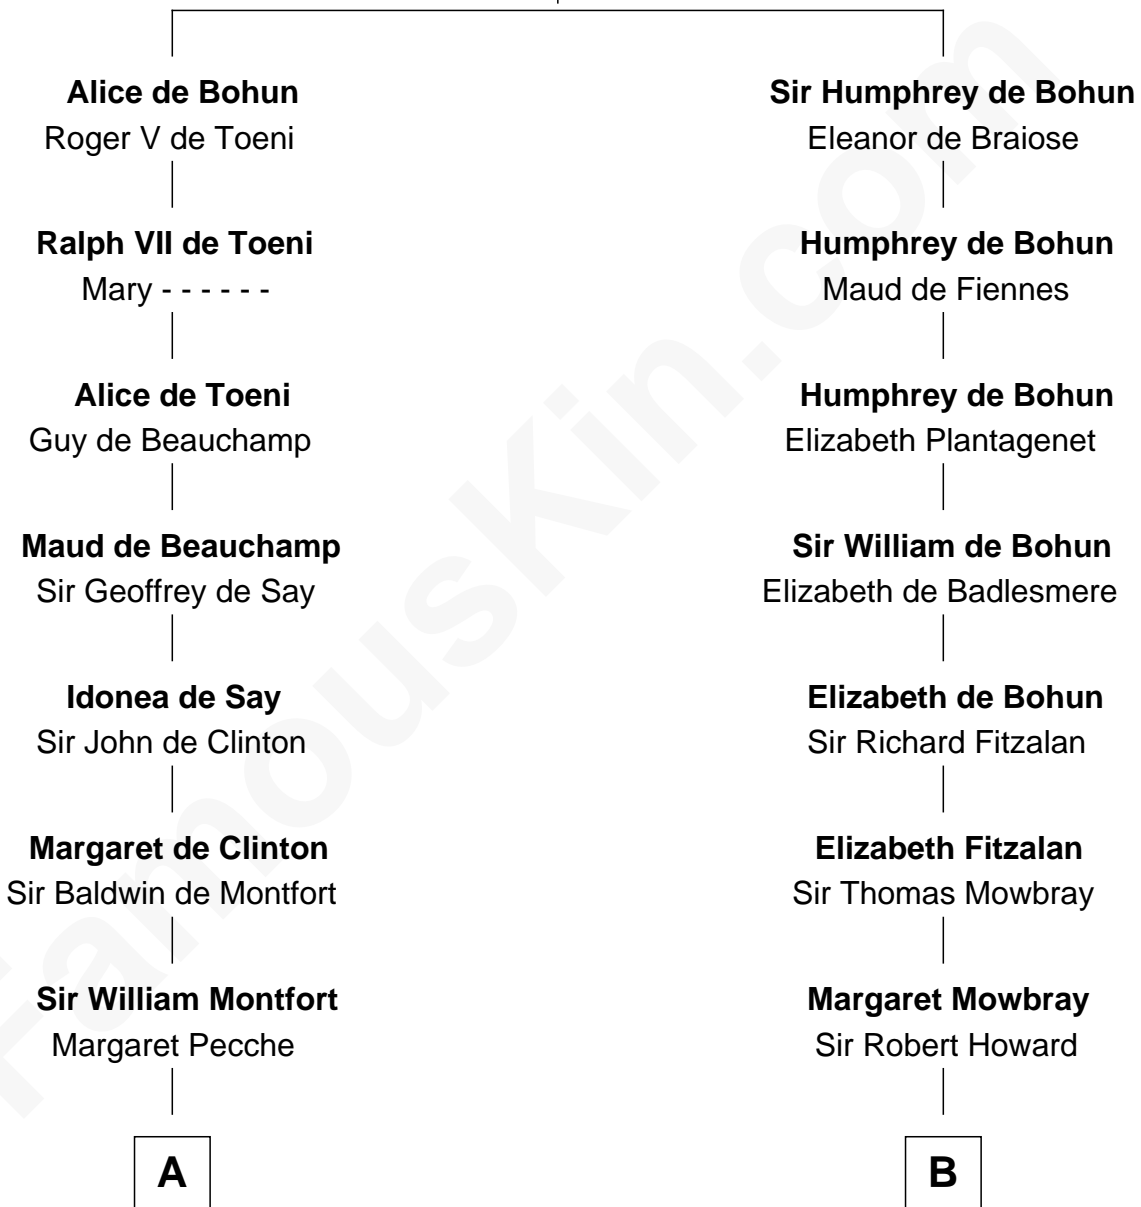 Alice de Bohun
Roger V de Toeni
Ralph VII de Toeni
Mary - - - - - -
Alice de Toeni
Guy de Beauchamp
Maud de Beauchamp
Sir Geoffrey de Say
Idonea de Say
Sir John de Clinton
Margaret de Clinton
Sir Baldwin de Montfort
Sir William Montfort
Margaret Pecche
A
Sir Humphrey de Bohun
Eleanor de Braiose
Humphrey de Bohun
Maud de Fiennes
Humphrey de Bohun
Elizabeth Plantagenet
Sir William de Bohun
Elizabeth de Badlesmere
Elizabeth de Bohun
Sir Richard Fitzalan
Elizabeth Fitzalan
Sir Thomas Mowbray
Margaret Mowbray
Sir Robert Howard
B
FamousKin.com